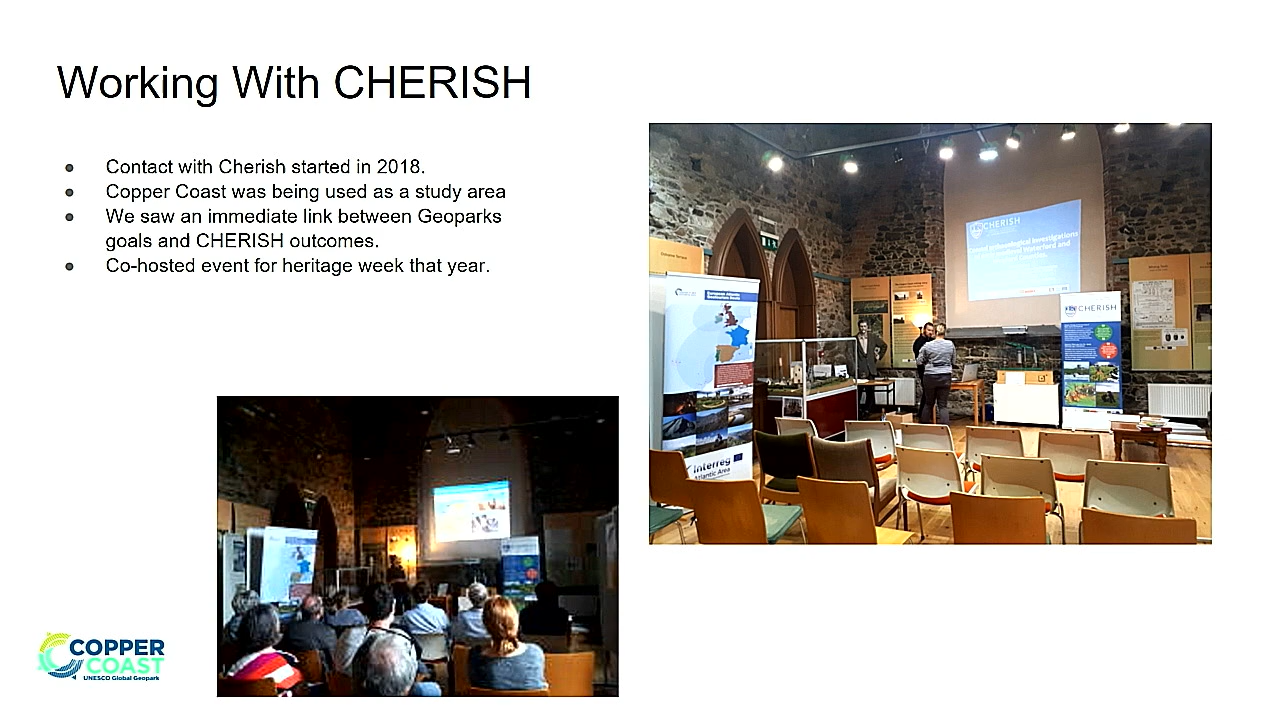 Working With CHERISH
● Contact with Cherish started in 2018.
● Copper Coast was being used as a study area
● We saw an immediate link between Geoparks
goals and CHERISH outcomes.
● Co-hosted event for heritage week that year.
CHERISH
CHERISH
Interreg
Atlantic Area
COPPER
COAST
UNESCO Global Geopark